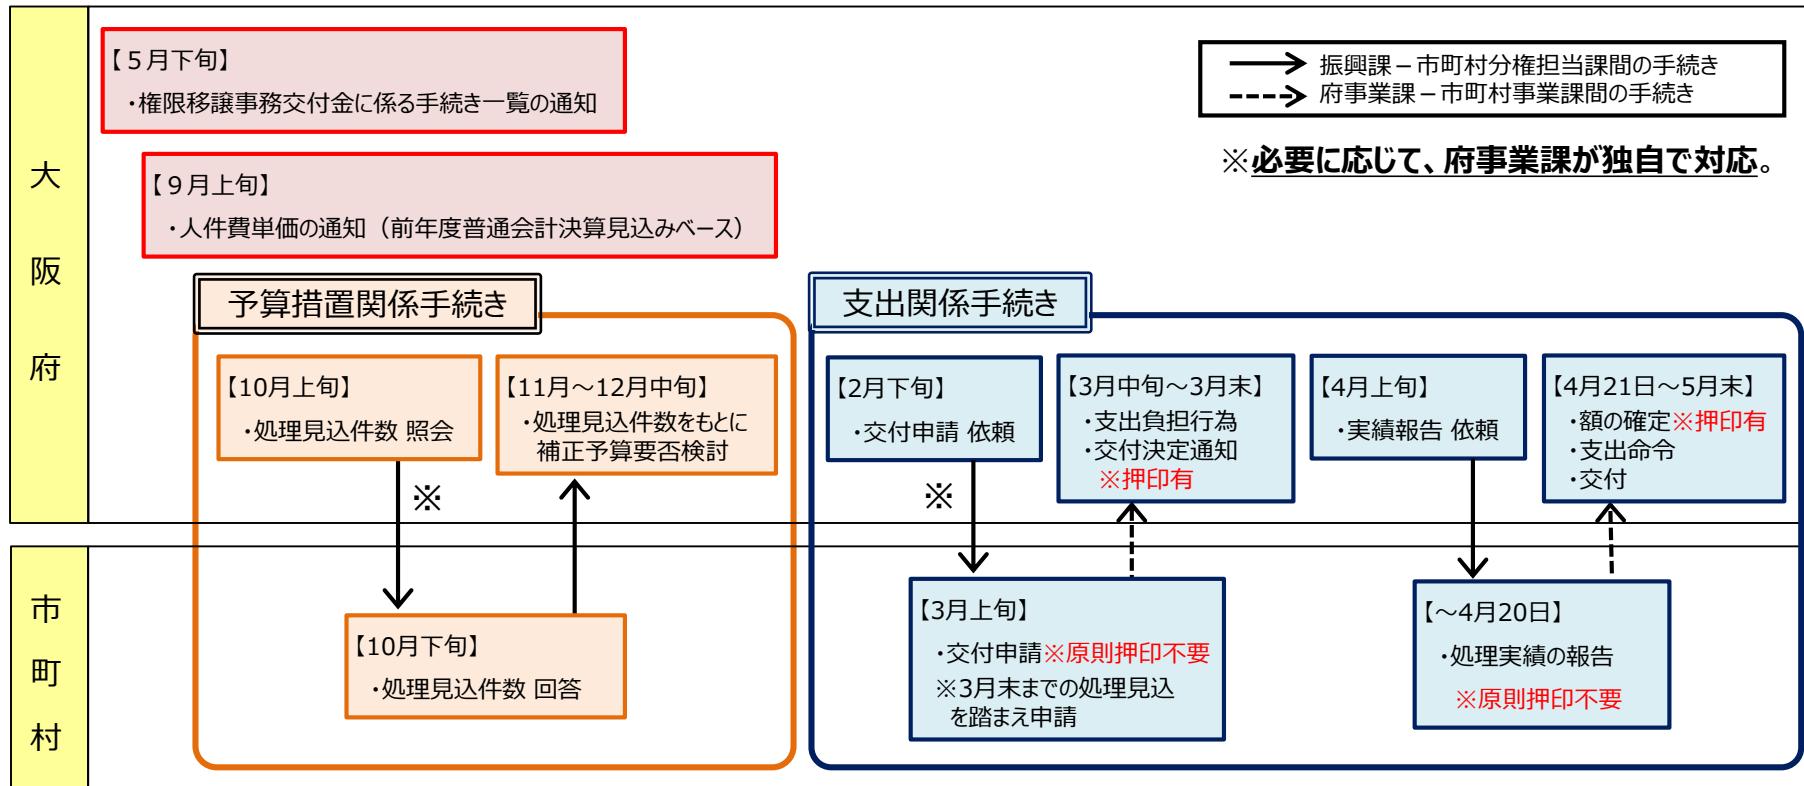 大阪府
【５月下旬】
・権限移譲事務交付金に係る手続き一覧の通知
【９月上旬】
・人件費単価の通知（前年度普通会計決算見込みベース）
振興課－市町村分権担当課間の手続き
府事業課－市町村事業課間の手続き
※必要に応じて、府事業課が独自で対応。
予算措置関係手続き
【10月上旬】
・処理見込件数 照会
※
【11月～12月中旬】
・処理見込件数をもとに
補正予算要否検討
支出関係手続き
【2月下旬】
・交付申請 依頼
※
【3月中旬～3月末】
・支出負担行為
・交付決定通知
※押印有
【4月上旬】
・実績報告 依頼
【4月21日～5月末】
・額の確定※押印有
・支出命令
・交付
市町村
【10月下旬】
・処理見込件数 回答
【3月上旬】
・交付申請※原則押印不要
※3月末までの処理見込
を踏まえ申請
【～4月20日】
・処理実績の報告
※原則押印不要